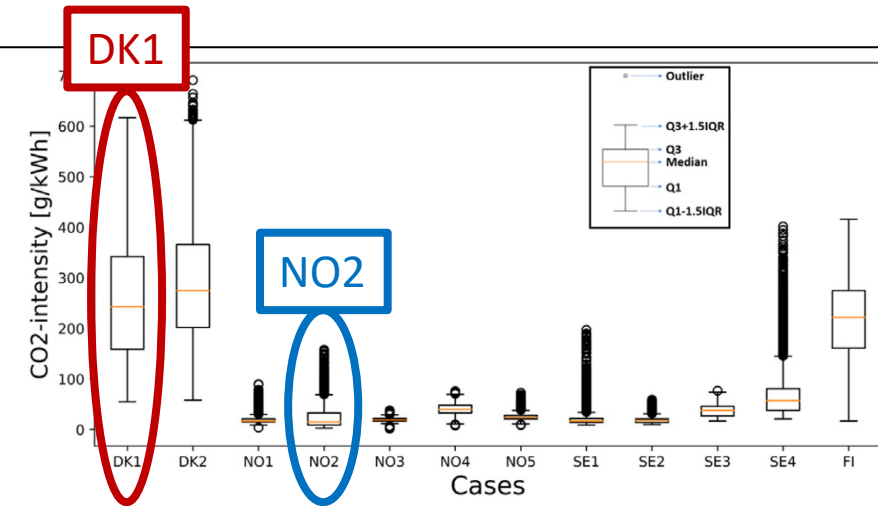 DK1
7
600
500
400
300
200
100
0
CO2-intensity [g/kWh]
Outlier
Q3+1.5IQR
Q3
Median
Q1
Q1-1.5IQR
NO2
DK1 DK2 NO1 NO2 NO3 NO4 NO5 SE1 SE2 SE3 SE4 FI
Cases